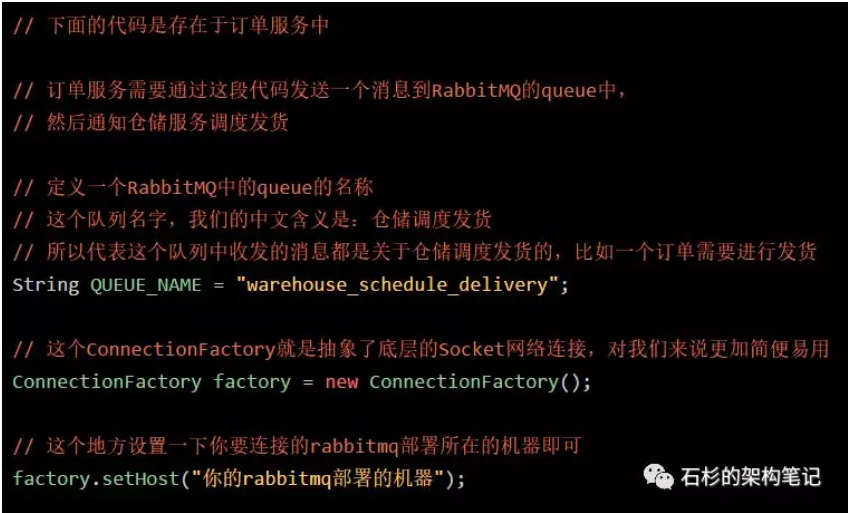 // 下面的代码是存在于订单服务中
// 订单服务需要通过这段代码发送一个消息到RabbitMQ的queue中，
// 然后通知仓储服务调度发货
// 定义一个RabbitMQ中的queue的名称
// 这个队列名字，我们的中文含义是：仓储调度发货
// 所以代表这个队列中收发的消息都是关于仓储调度发货的，比如一个订单需要进行发货
String QUEUE_NAME = "warehouse_schedule_delivery";
// 这个ConnectionFactory就是抽象了底层的Socket网络连接，对我们来说更加简便易用
ConnectionFactory factory = new ConnectionFactory();
// 这个地方设置一下你要连接的rabbitmq部署所在的机器即可
factory.setHost("你的rabbitmq部署的机器");
石杉的架构笔记